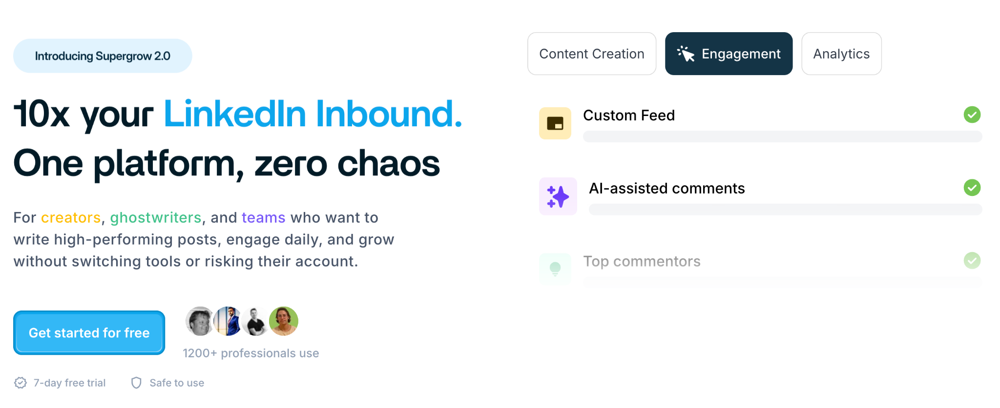 Introducing Supergrow 2.0
10x your LinkedIn Inbound.
One platform, zero chaos
For creators, ghostwriters, and teams who want to
write high-performing posts, engage daily, and grow
without switching tools or risking their account.
Get started for free
1200+ professionals use
7-day free trial
Safe to use
Content Creation
Engagement
Analytics
Custom Feed
AI-assisted comments
Top commentors